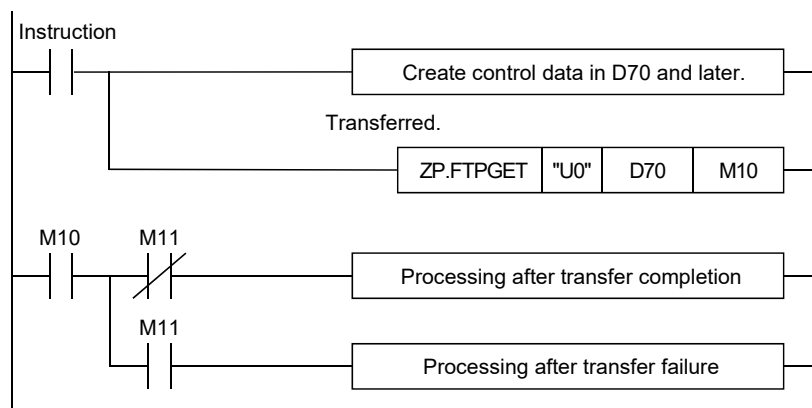 Instruction
Create control data in D70 and later.
Transferred.
ZP.FTPGET "U0" D70 M10
M10 M11
Processing after transfer completion
M11
Processing after transfer failure